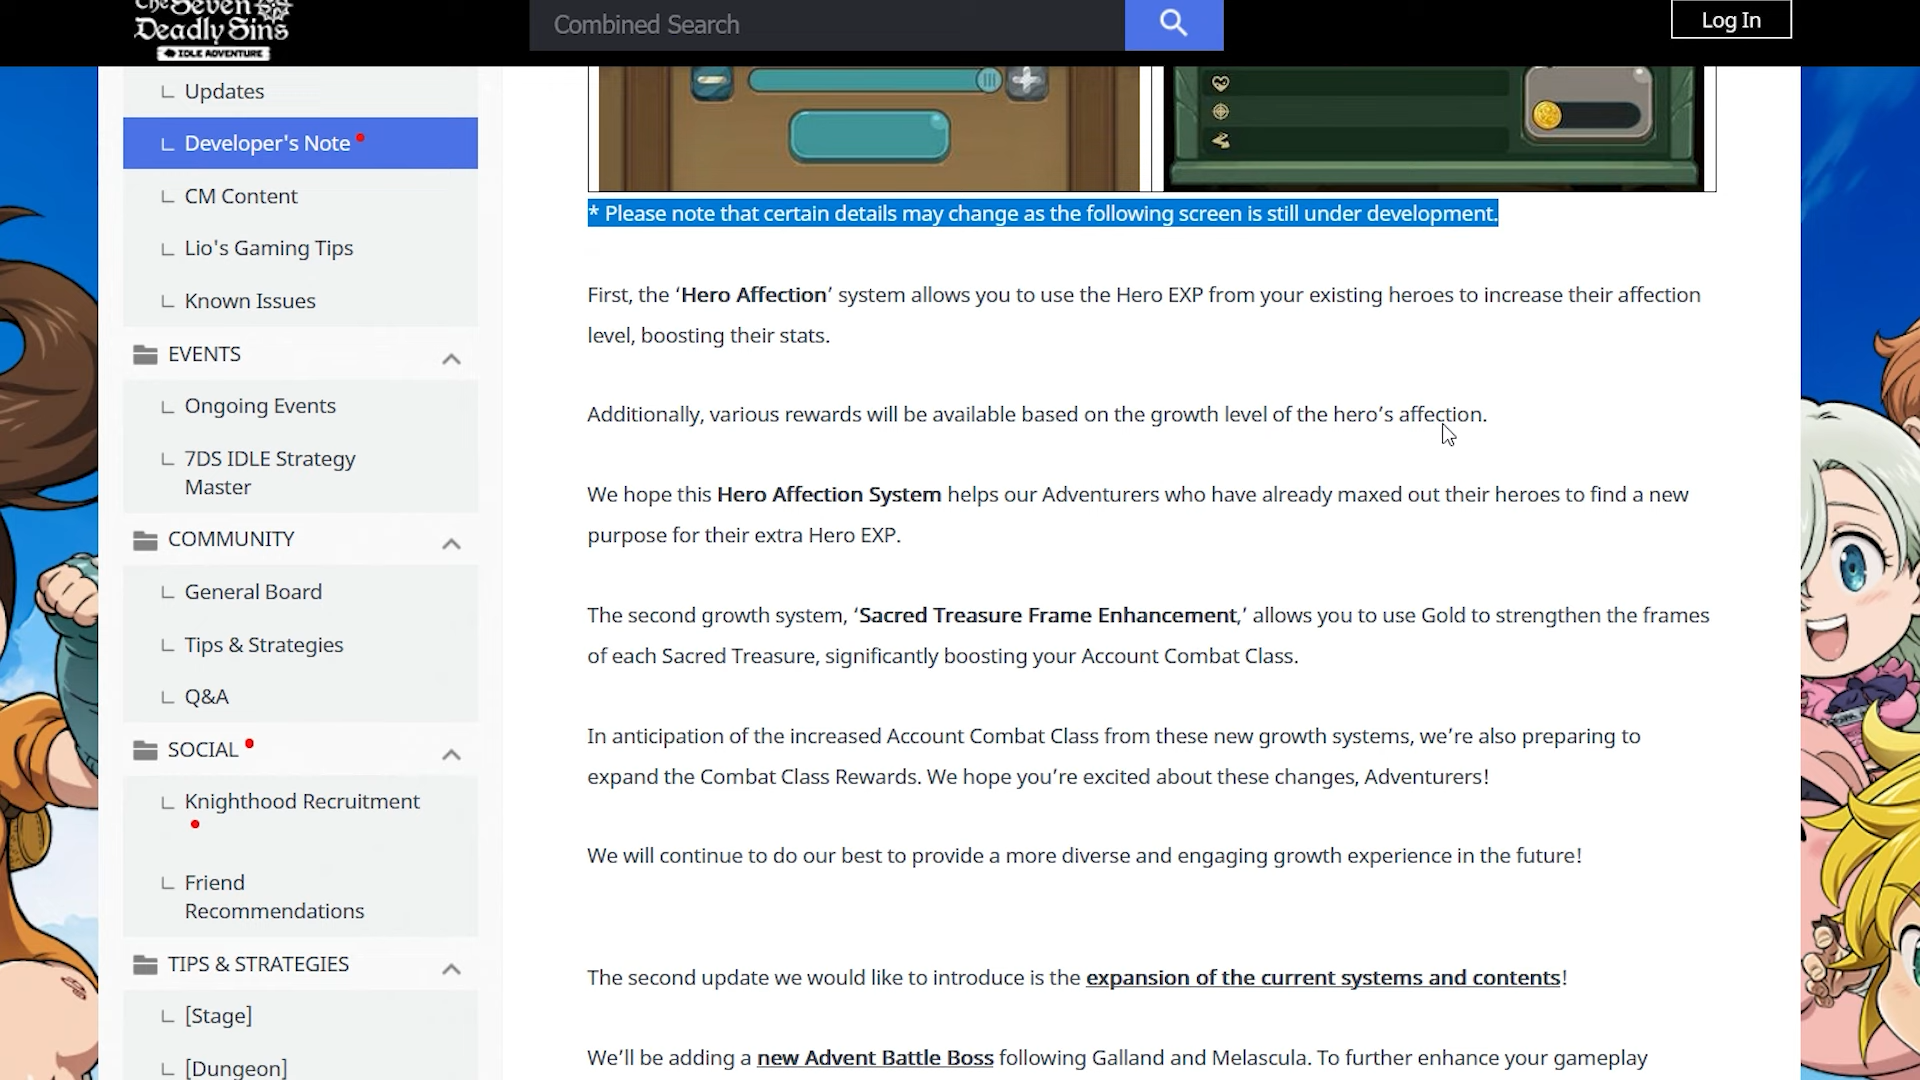 The Seven
Deadly Sins
IDLE ADVENTURE
Combined Search
Log In
Updates
Developer's Note
CM Content
Lio's Gaming Tips
Known Issues
EVENTS
Ongoing Events
7DS IDLE Strategy
Master
COMMUNITY
General Board
Tips & Strategies
Q&A
SOCIAL
Knighthood Recruitment
Friend
Recommendations
TIPS & STRATEGIES
[Stage]
[Dungeon]
* Please note that certain details may change as the following screen is still under development.
First, the ‘Hero Affection’ system allows you to use the Hero EXP from your existing heroes to increase their affection
level, boosting their stats.
Additionally, various rewards will be available based on the growth level of the hero’s affection.
We hope this Hero Affection System helps our Adventurers who have already maxed out their heroes to find a new
purpose for their extra Hero EXP.
The second growth system, ‘Sacred Treasure Frame Enhancement,’ allows you to use Gold to strengthen the frames
of each Sacred Treasure, significantly boosting your Account Combat Class.
In anticipation of the increased Account Combat Class from these new growth systems, we’re also preparing to
expand the Combat Class Rewards. We hope you’re excited about these changes, Adventurers!
We will continue to do our best to provide a more diverse and engaging growth experience in the future!
The second update we would like to introduce is the expansion of the current systems and contents!
We’ll be adding a new Advent Battle Boss following Galland and Melascula. To further enhance your gameplay